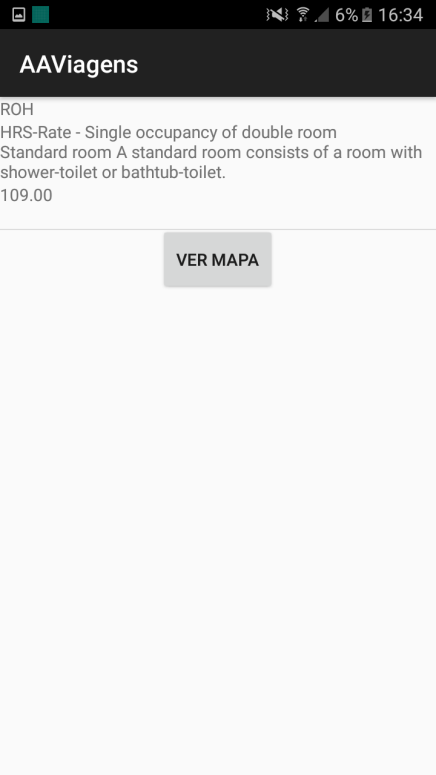 6% 16:34
AAViagens
ROH
HRS-Rate - Single occupancy of double room
Standard room A standard room consists of a room with
shower-toilet or bathtub-toilet.
109.00
VER MAPA